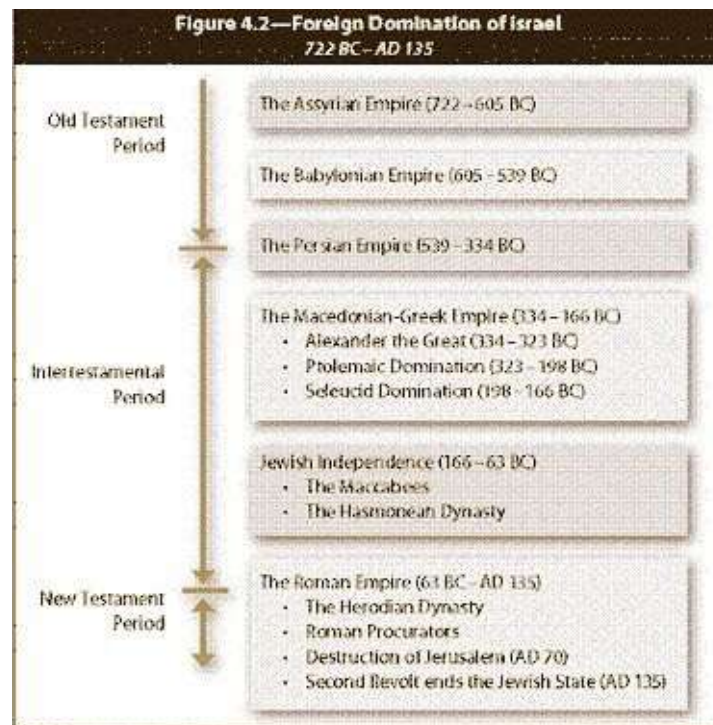 Figure 4.2—Foreign Domination of Israel
722 BC – AD 135
Old Testament
Period
The Assyrian Empire (722 – 605 BC)
The Babylonian Empire (605 – 539 BC)
The Persian Empire (539 – 334 BC)
Intertestamental
Period
The Macedonian-Greek Empire (334 – 166 BC)
• Alexander the Great (334 – 323 BC)
• Ptolemaic Domination (323 – 198 BC)
• Seleucid Domination (198 – 166 BC)
Jewish Independence (166 – 63 BC)
• The Maccabees
• The Hasmonean Dynasty
New Testament
Period
The Roman Empire (63 BC – AD 135)
• The Herodian Dynasty
• Roman Procurators
• Destruction of Jerusalem (AD 70)
• Second Revolt ends the Jewish State (AD 135)